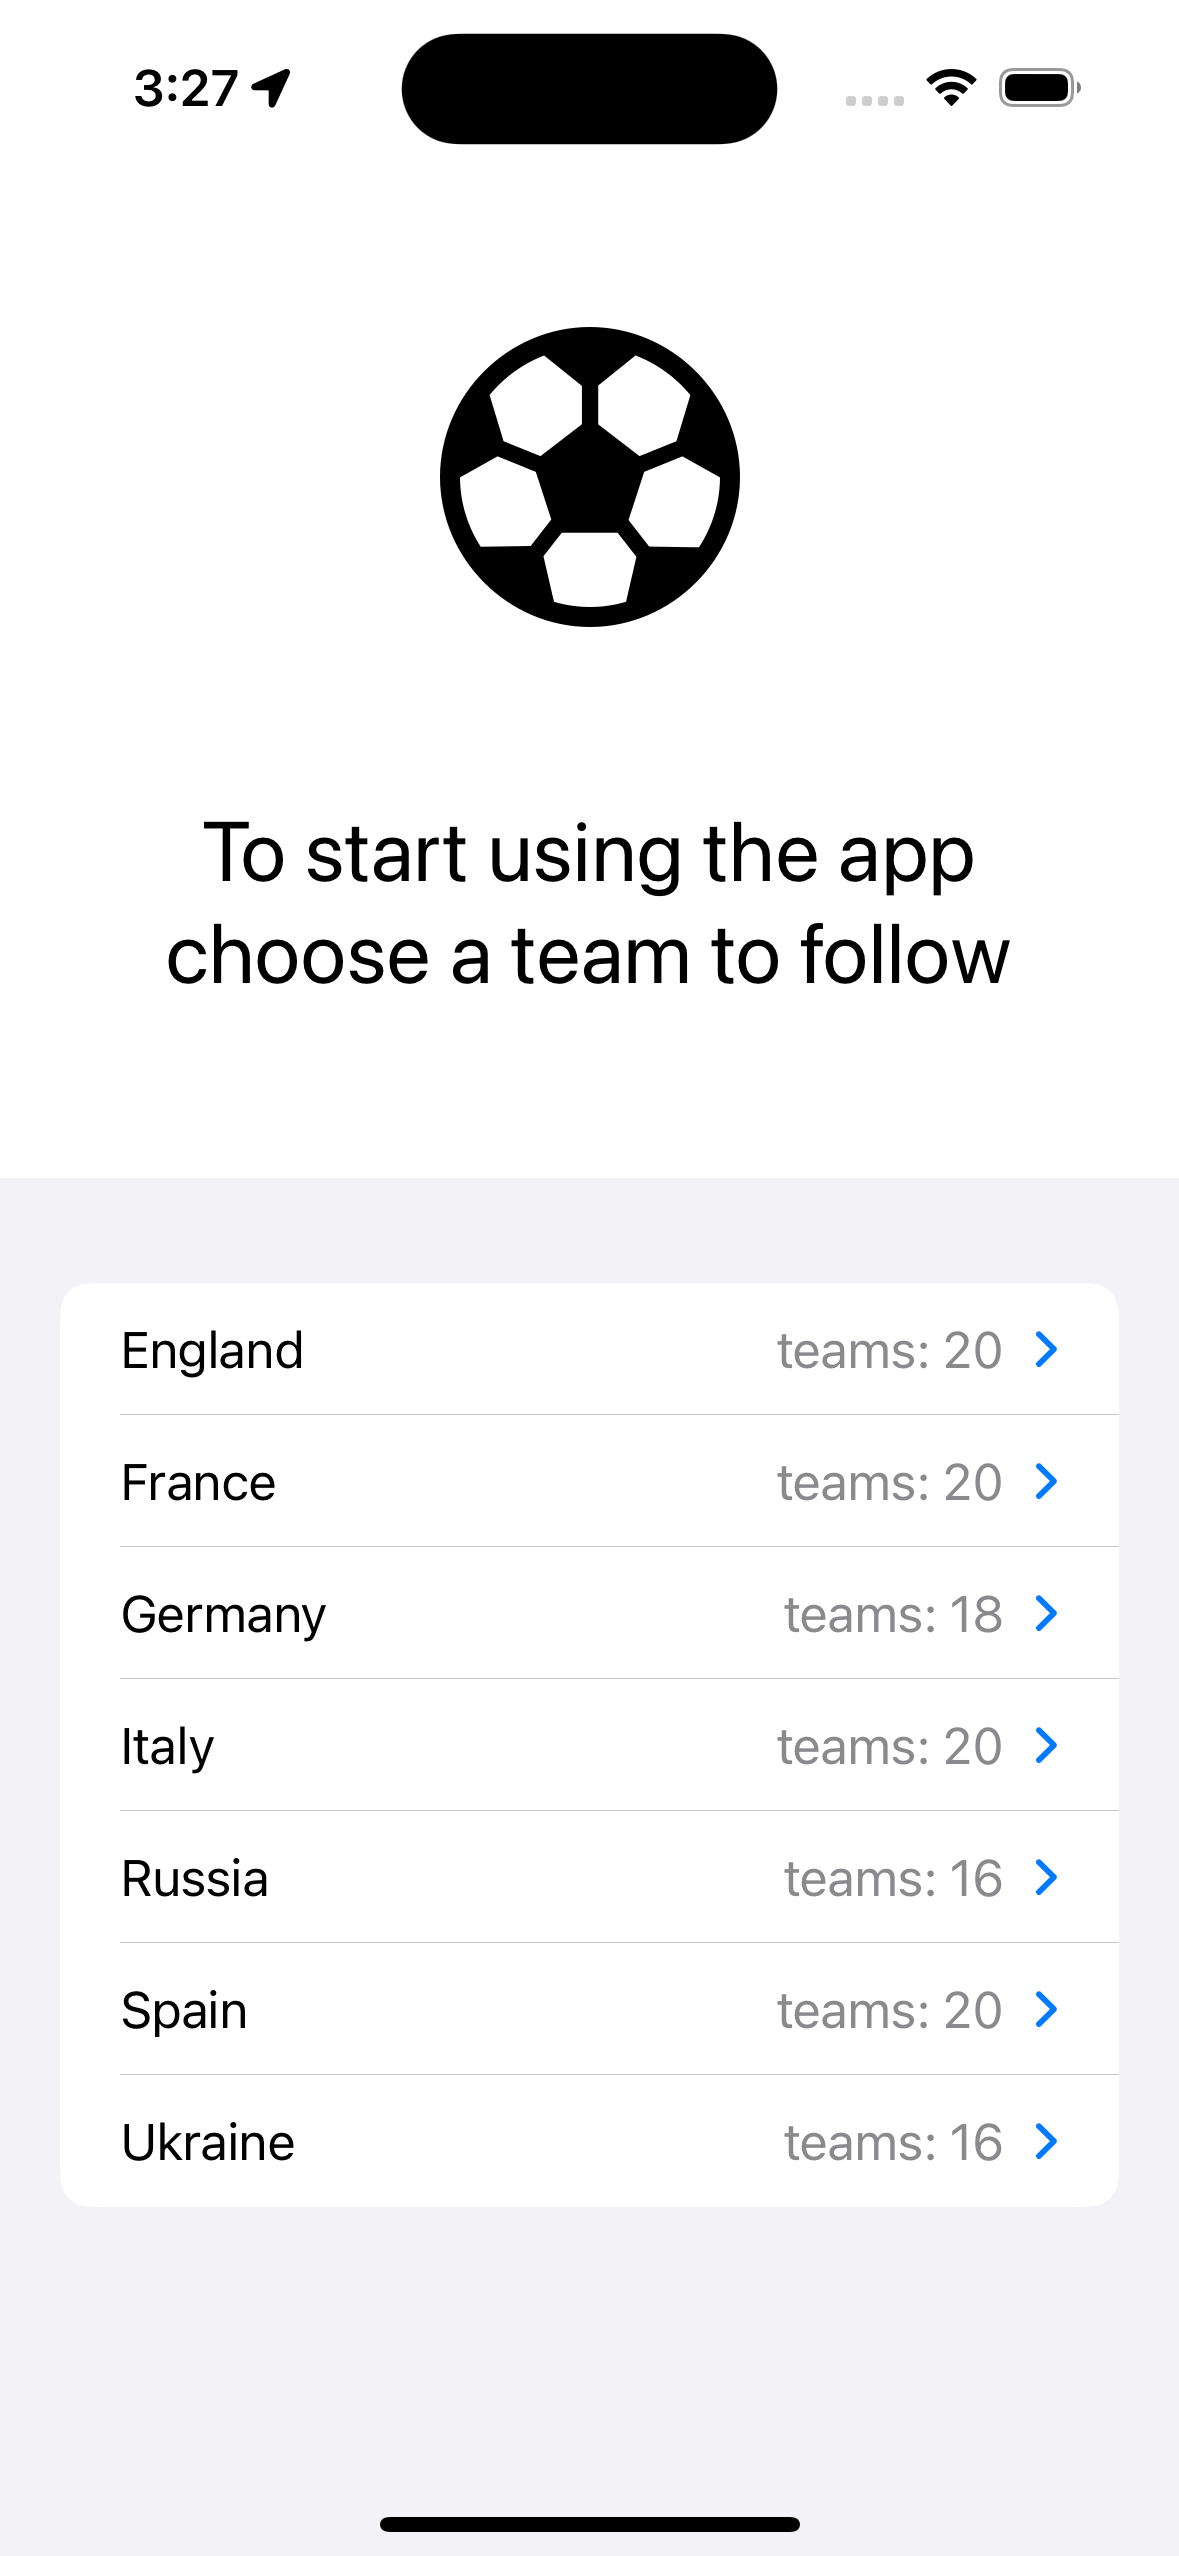 3:27
To start using the app
choose a team to follow
England teams: 20
France teams: 20
Germany teams: 18
Italy teams: 20
Russia teams: 16
Spain teams: 20
Ukraine teams: 16